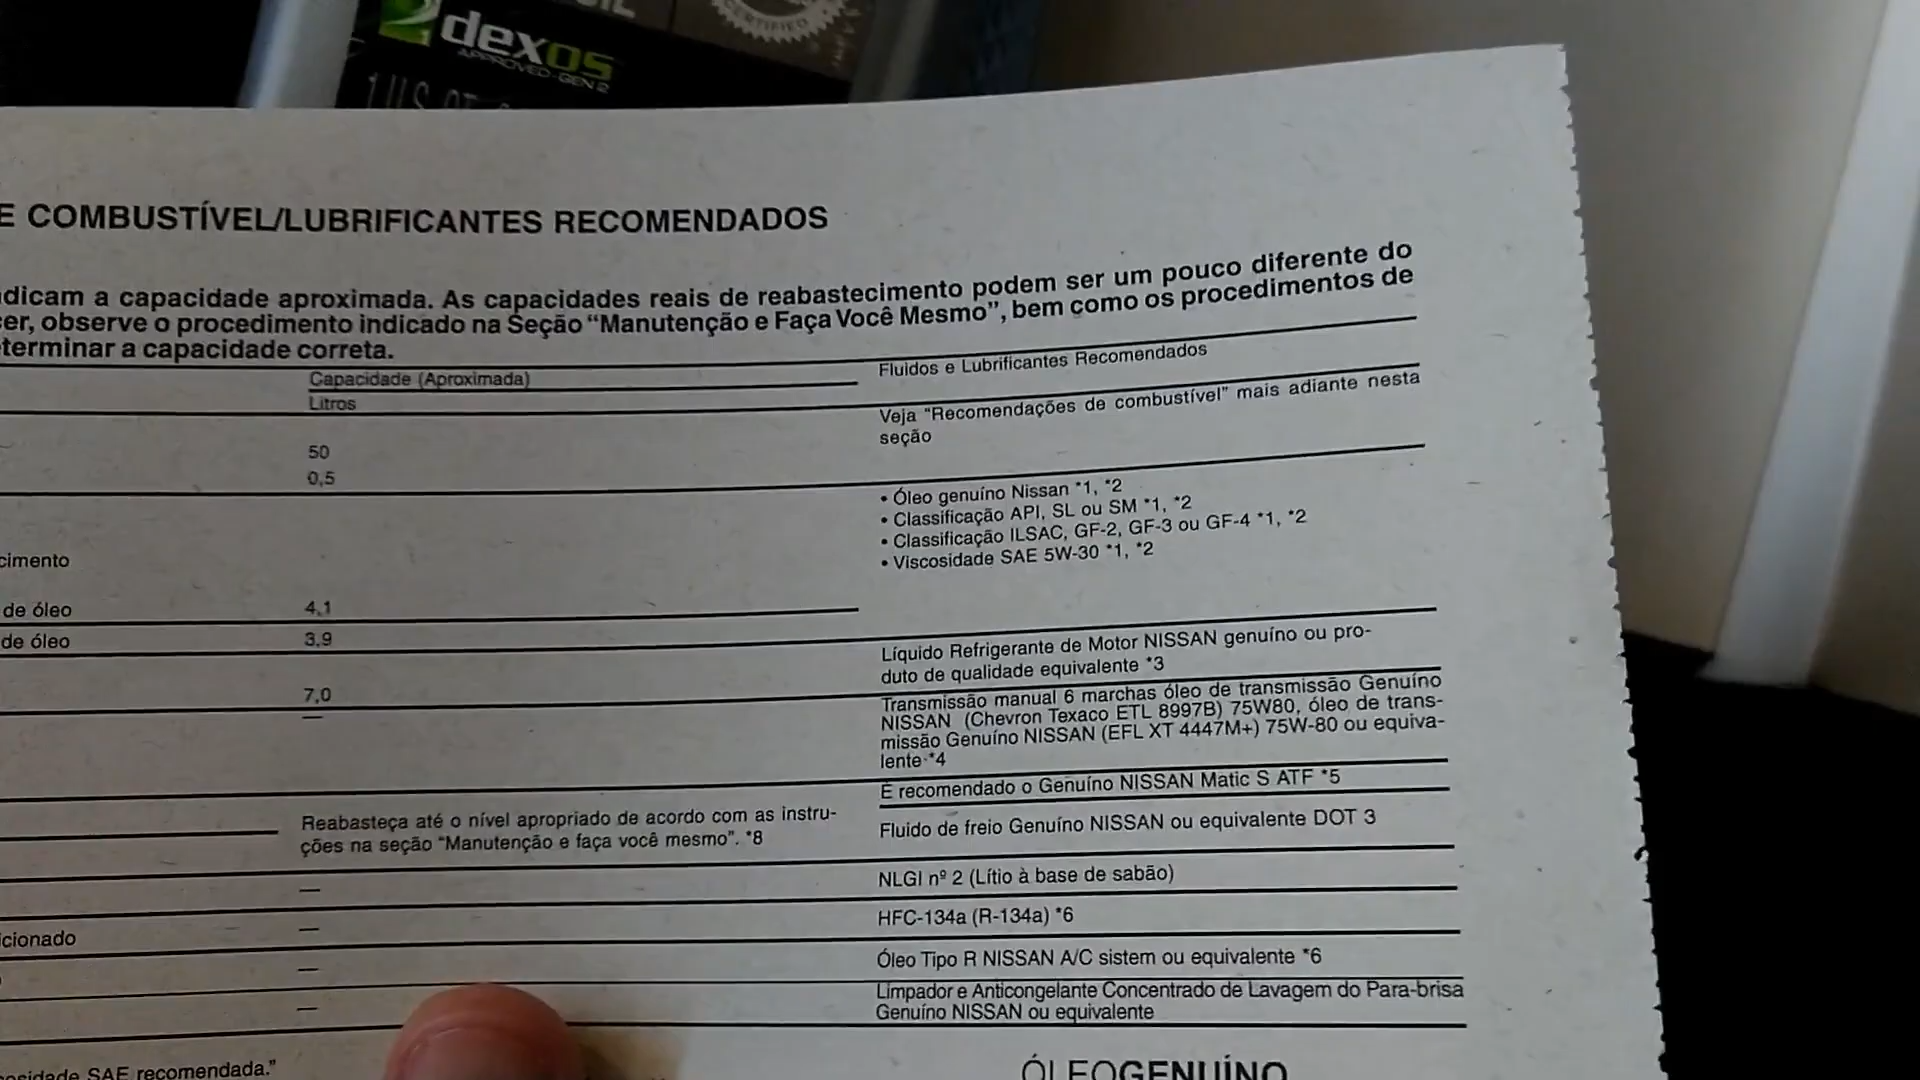 dexos
APPROVED-GEN 2
CERTIFIED
1 U.S. QT.
E COMBUSTÍVEL/LUBRIFICANTES RECOMENDADOS
dicam a capacidade aproximada. As capacidades reais de reabastecimento podem ser um pouco diferente do
cer, observe o procedimento indicado na Seção “Manutenção e Faça Você Mesmo”, bem como os procedimentos de
terminar a capacidade correta.
Capacidade (Aproximada)
Fluidos e Lubrificantes Recomendados
Litros
Veja “Recomendações de combustível” mais adiante nesta
seção
50
0,5
• Óleo genuíno Nissan *1, *2
• Classificação API, SL ou SM *1, *2
• Classificação ILSAC, GF-2, GF-3 ou GF-4 *1, *2
• Viscosidade SAE 5W-30 *1, *2
cimento
de óleo 4,1
de óleo 3,9
Líquido Refrigerante de Motor NISSAN genuíno ou pro-
duto de qualidade equivalente *3
7,0
—
Transmissão manual 6 marchas óleo de transmissão Genuíno
NISSAN (Chevron Texaco ETL 8997B) 75W80, óleo de trans-
missão Genuíno NISSAN (EFL XT 4447M+) 75W-80 ou equiva-
lente *4
É recomendado o Genuíno NISSAN Matic S ATF *5
Reabasteça até o nível apropriado de acordo com as instru-
ções na seção “Manutenção e faça você mesmo”. *8
Fluido de freio Genuíno NISSAN ou equivalente DOT 3
— NLGI nº 2 (Lítio à base de sabão)
icionado — HFC-134a (R-134a) *6
— Óleo Tipo R NISSAN A/C sistem ou equivalente *6
— Limpador e Anticongelante Concentrado de Lavagem do Para-brisa
Genuíno NISSAN ou equivalente
cosidade SAE recomendada.”
ÓLEO GENUÍNO